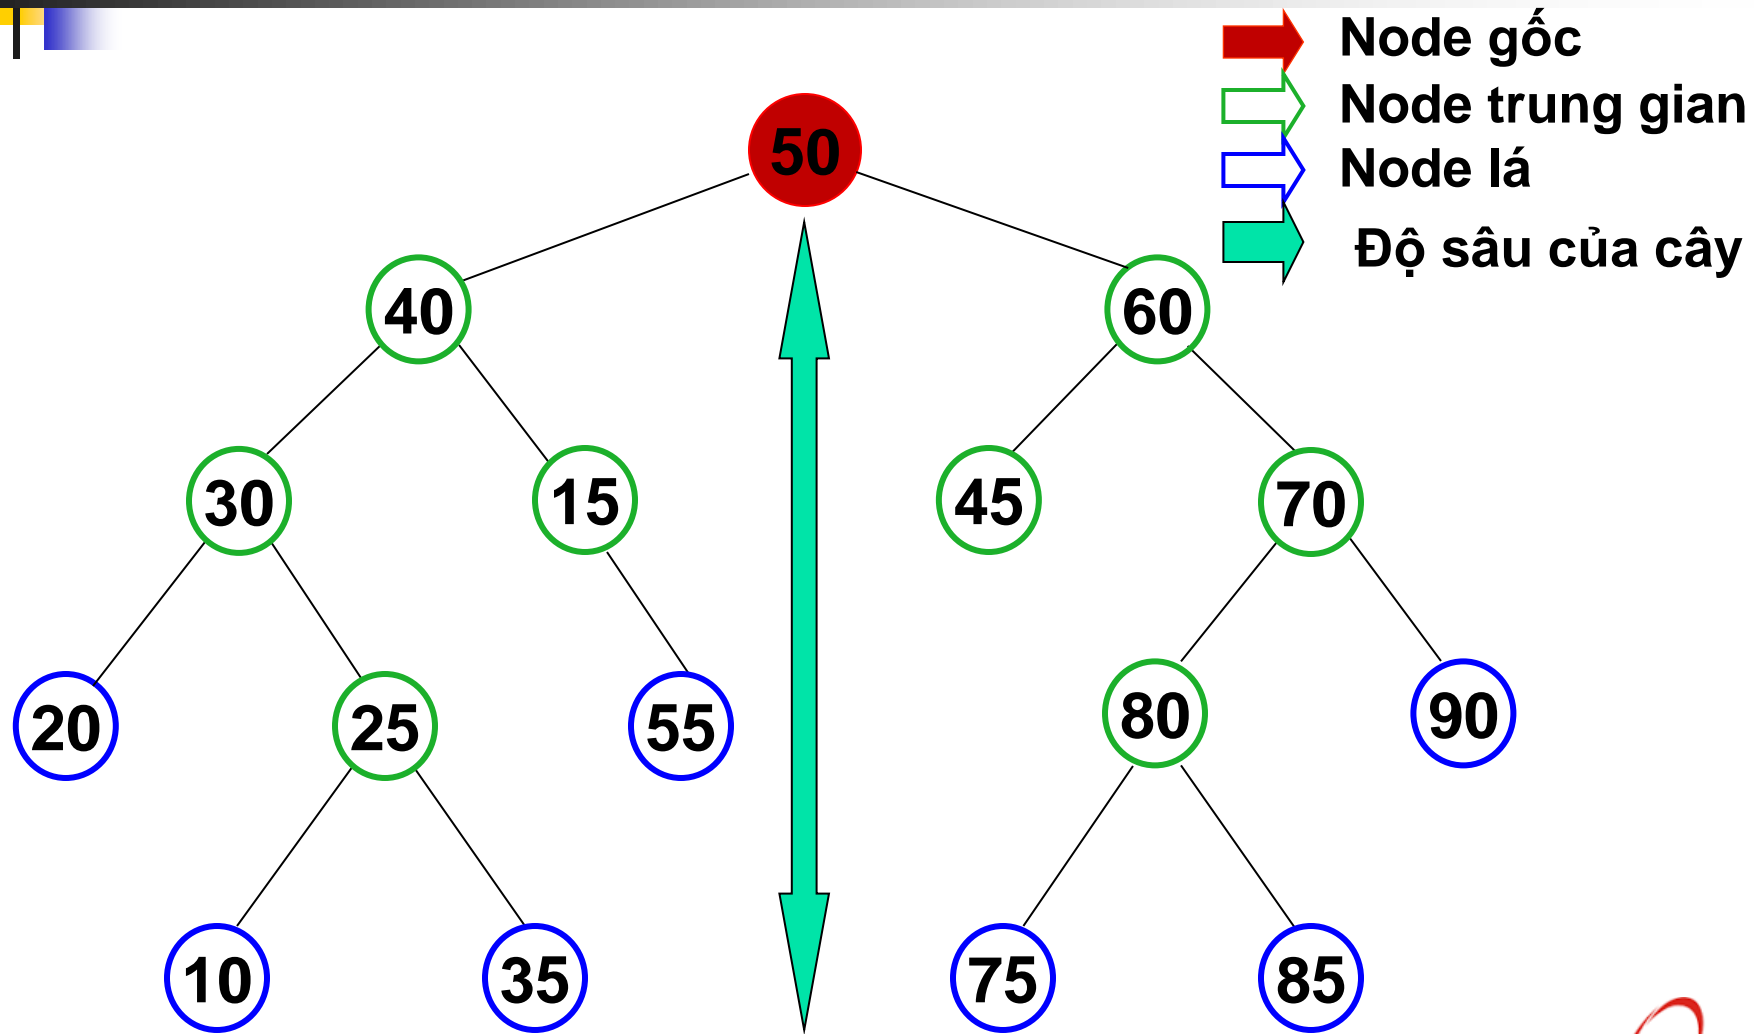 Node gốc
Node trung gian
Node lá
Độ sâu của cây
50
40 60
30 15 45 70
20 25 55 80 90
10 35 75 85